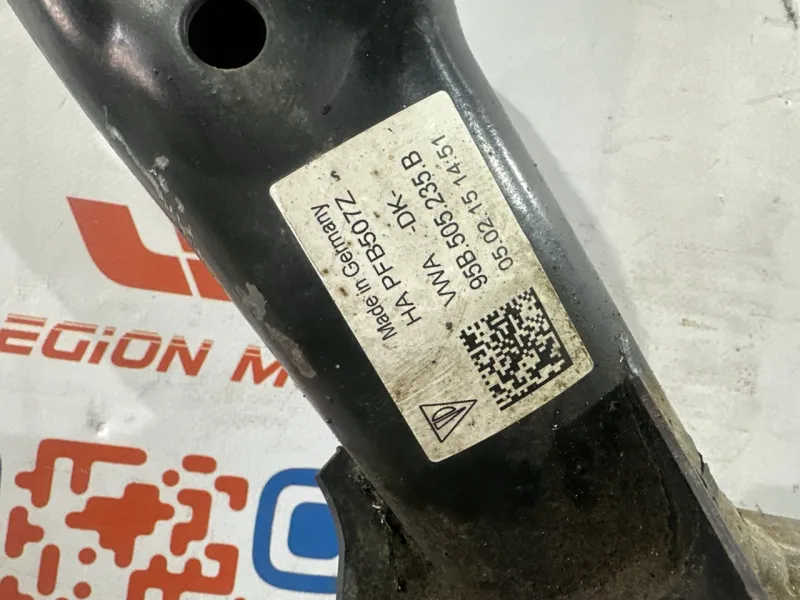 Made in Germany
HA PFB507Z
VWA -DK-
95B.505.235.B
05.02.15 14:51
EGION M